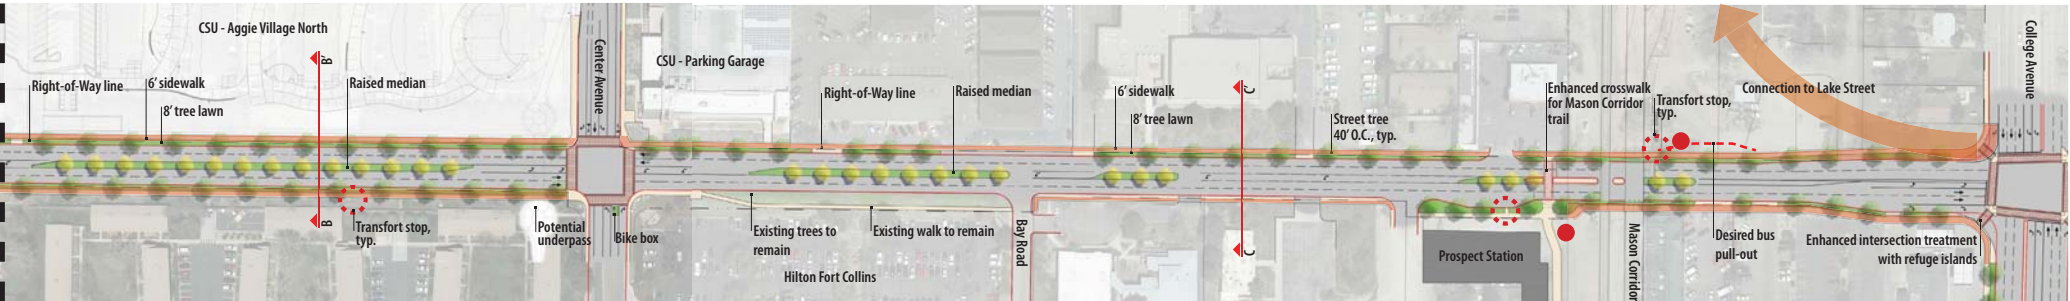 CSU - Aggie Village North
Right-of-Way line
6' sidewalk
8' tree lawn
B'
Raised median
B
Transfort stop,
typ.
Center Avenue
Potential
underpass
Bike box
CSU - Parking Garage
Right-of-Way line
Raised median
Existing trees to
remain
Existing walk to remain
Hilton Fort Collins
Bay Road
6' sidewalk
8' tree lawn
C'
C
Street tree
40' O.C., typ.
Prospect Station
Enhanced crosswalk
for Mason Corridor
trail
Mason Corridor
Transfort stop,
typ.
Connection to Lake Street
Desired bus
pull-out
Enhanced intersection treatment
with refuge islands
College Avenue